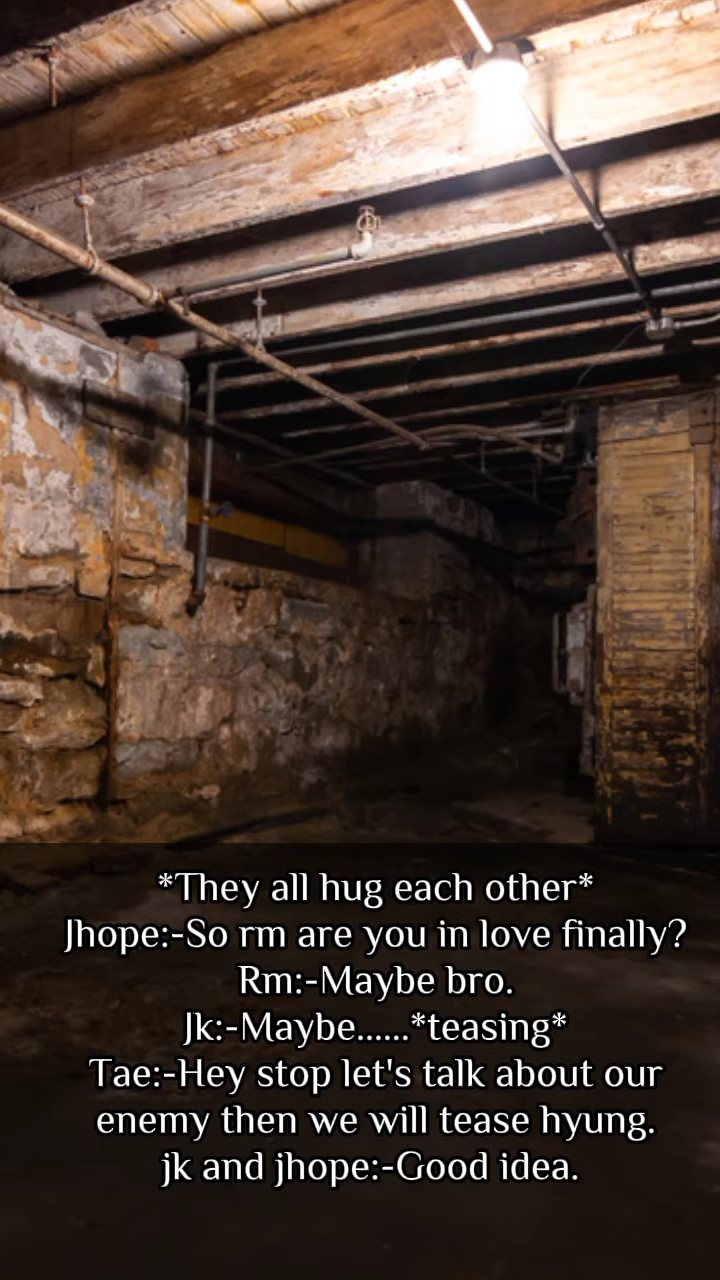 *They all hug each other*
Jhope:-So rm are you in love finally?
Rm:-Maybe bro.
Jk:-Maybe......*teasing*
Tae:-Hey stop let's talk about our
enemy then we will tease hyung.
jk and jhope:-Good idea.